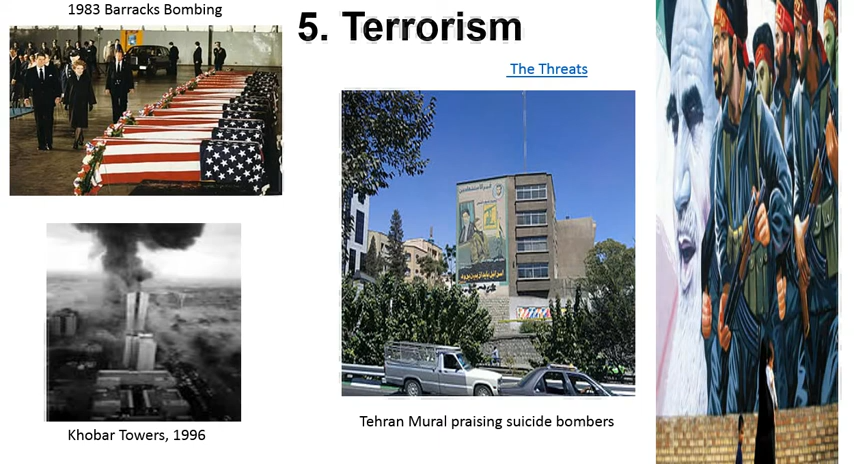 1983 Barracks Bombing
5. Terrorism
The Threats
Khobar Towers, 1996
Tehran Mural praising suicide bombers